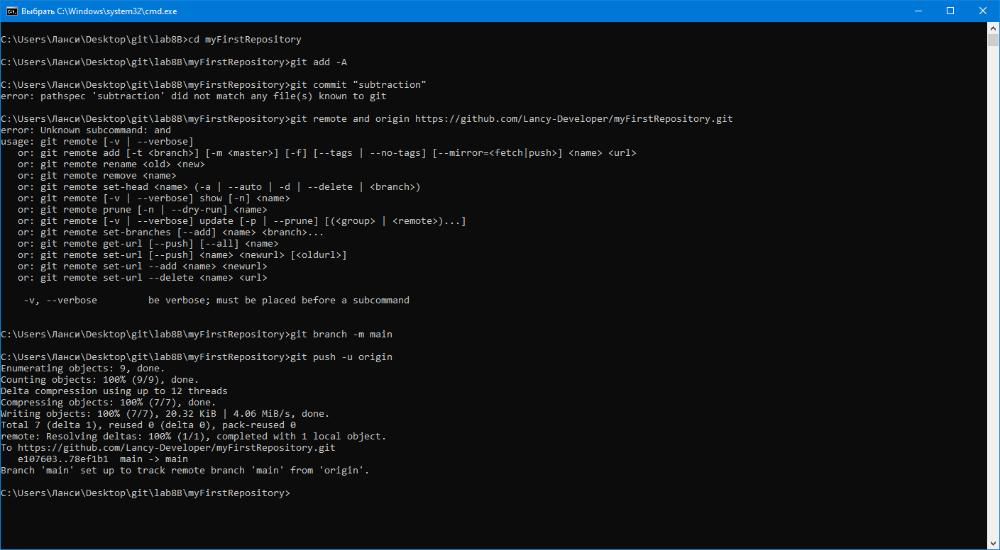 Выбрать C:\Windows\system32\cmd.exe
C:\Users\Ланси\Desktop\git\lab8B>cd myFirstRepository
C:\Users\Ланси\Desktop\git\lab8B\myFirstRepository>git add -A
C:\Users\Ланси\Desktop\git\lab8B\myFirstRepository>git commit "subtraction"
error: pathspec 'subtraction' did not match any file(s) known to git
C:\Users\Ланси\Desktop\git\lab8B\myFirstRepository>git remote and origin https://github.com/Lancy-Developer/myFirstRepository.git
error: Unknown subcommand: and
usage: git remote [-v | --verbose]
   or: git remote add [-t <branch>] [-m <master>] [-f] [--tags | --no-tags] [--mirror=<fetch|push>] <name> <url>
   or: git remote rename <old> <new>
   or: git remote remove <name>
   or: git remote set-head <name> (-a | --auto | -d | --delete | <branch>)
   or: git remote [-v | --verbose] show [-n] <name>
   or: git remote prune [-n | --dry-run] <name>
   or: git remote [-v | --verbose] update [-p | --prune] [(<group> | <remote>)...]
   or: git remote set-branches [--add] <name> <branch>...
   or: git remote get-url [--push] [--all] <name>
   or: git remote set-url [--push] <name> <newurl> [<oldurl>]
   or: git remote set-url --add <name> <newurl>
   or: git remote set-url --delete <name> <url>
    -v, --verbose         be verbose; must be placed before a subcommand
C:\Users\Ланси\Desktop\git\lab8B\myFirstRepository>git branch -m main
C:\Users\Ланси\Desktop\git\lab8B\myFirstRepository>git push -u origin
Enumerating objects: 9, done.
Counting objects: 100% (9/9), done.
Delta compression using up to 12 threads
Compressing objects: 100% (7/7), done.
Writing objects: 100% (7/7), 20.32 KiB | 4.06 MiB/s, done.
Total 7 (delta 1), reused 0 (delta 0), pack-reused 0
remote: Resolving deltas: 100% (1/1), completed with 1 local object.
To https://github.com/Lancy-Developer/myFirstRepository.git
   e107603..78ef1b1  main -> main
Branch 'main' set up to track remote branch 'main' from 'origin'.
C:\Users\Ланси\Desktop\git\lab8B\myFirstRepository>